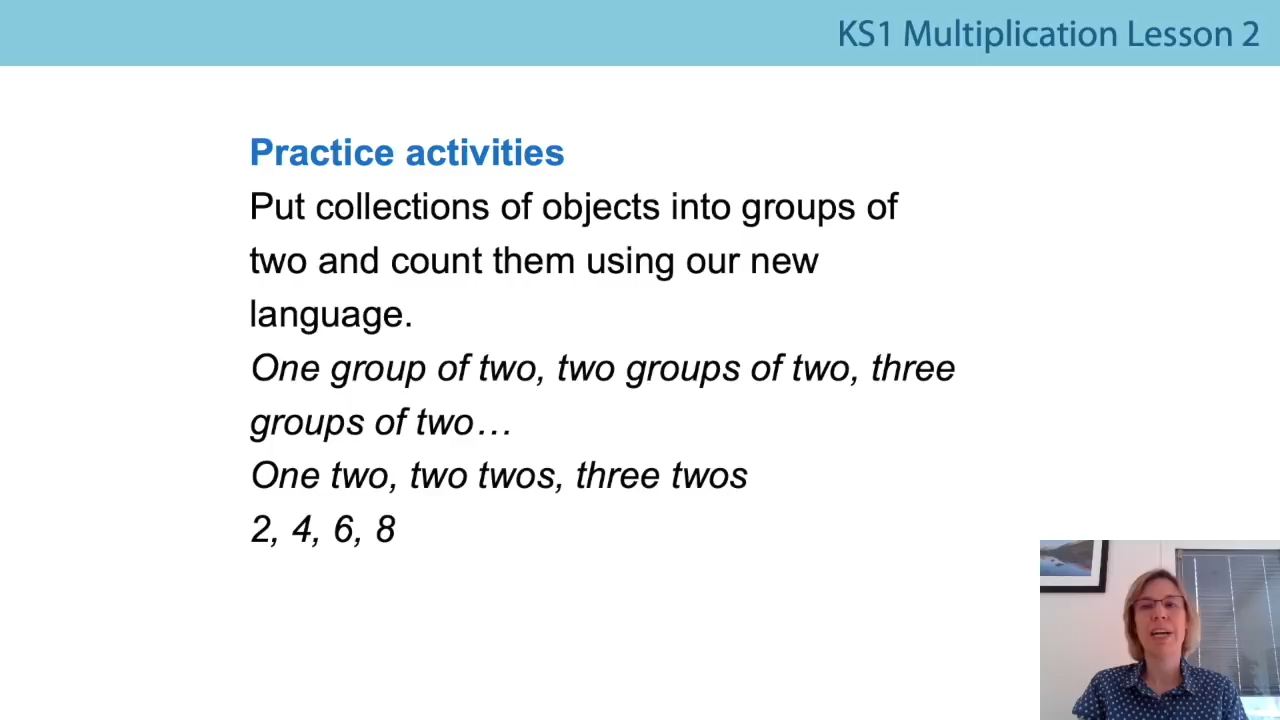 KS1 Multiplication Lesson 2
Practice activities
Put collections of objects into groups of
two and count them using our new
language.
One group of two, two groups of two, three
groups of two…
One two, two twos, three twos
2, 4, 6, 8